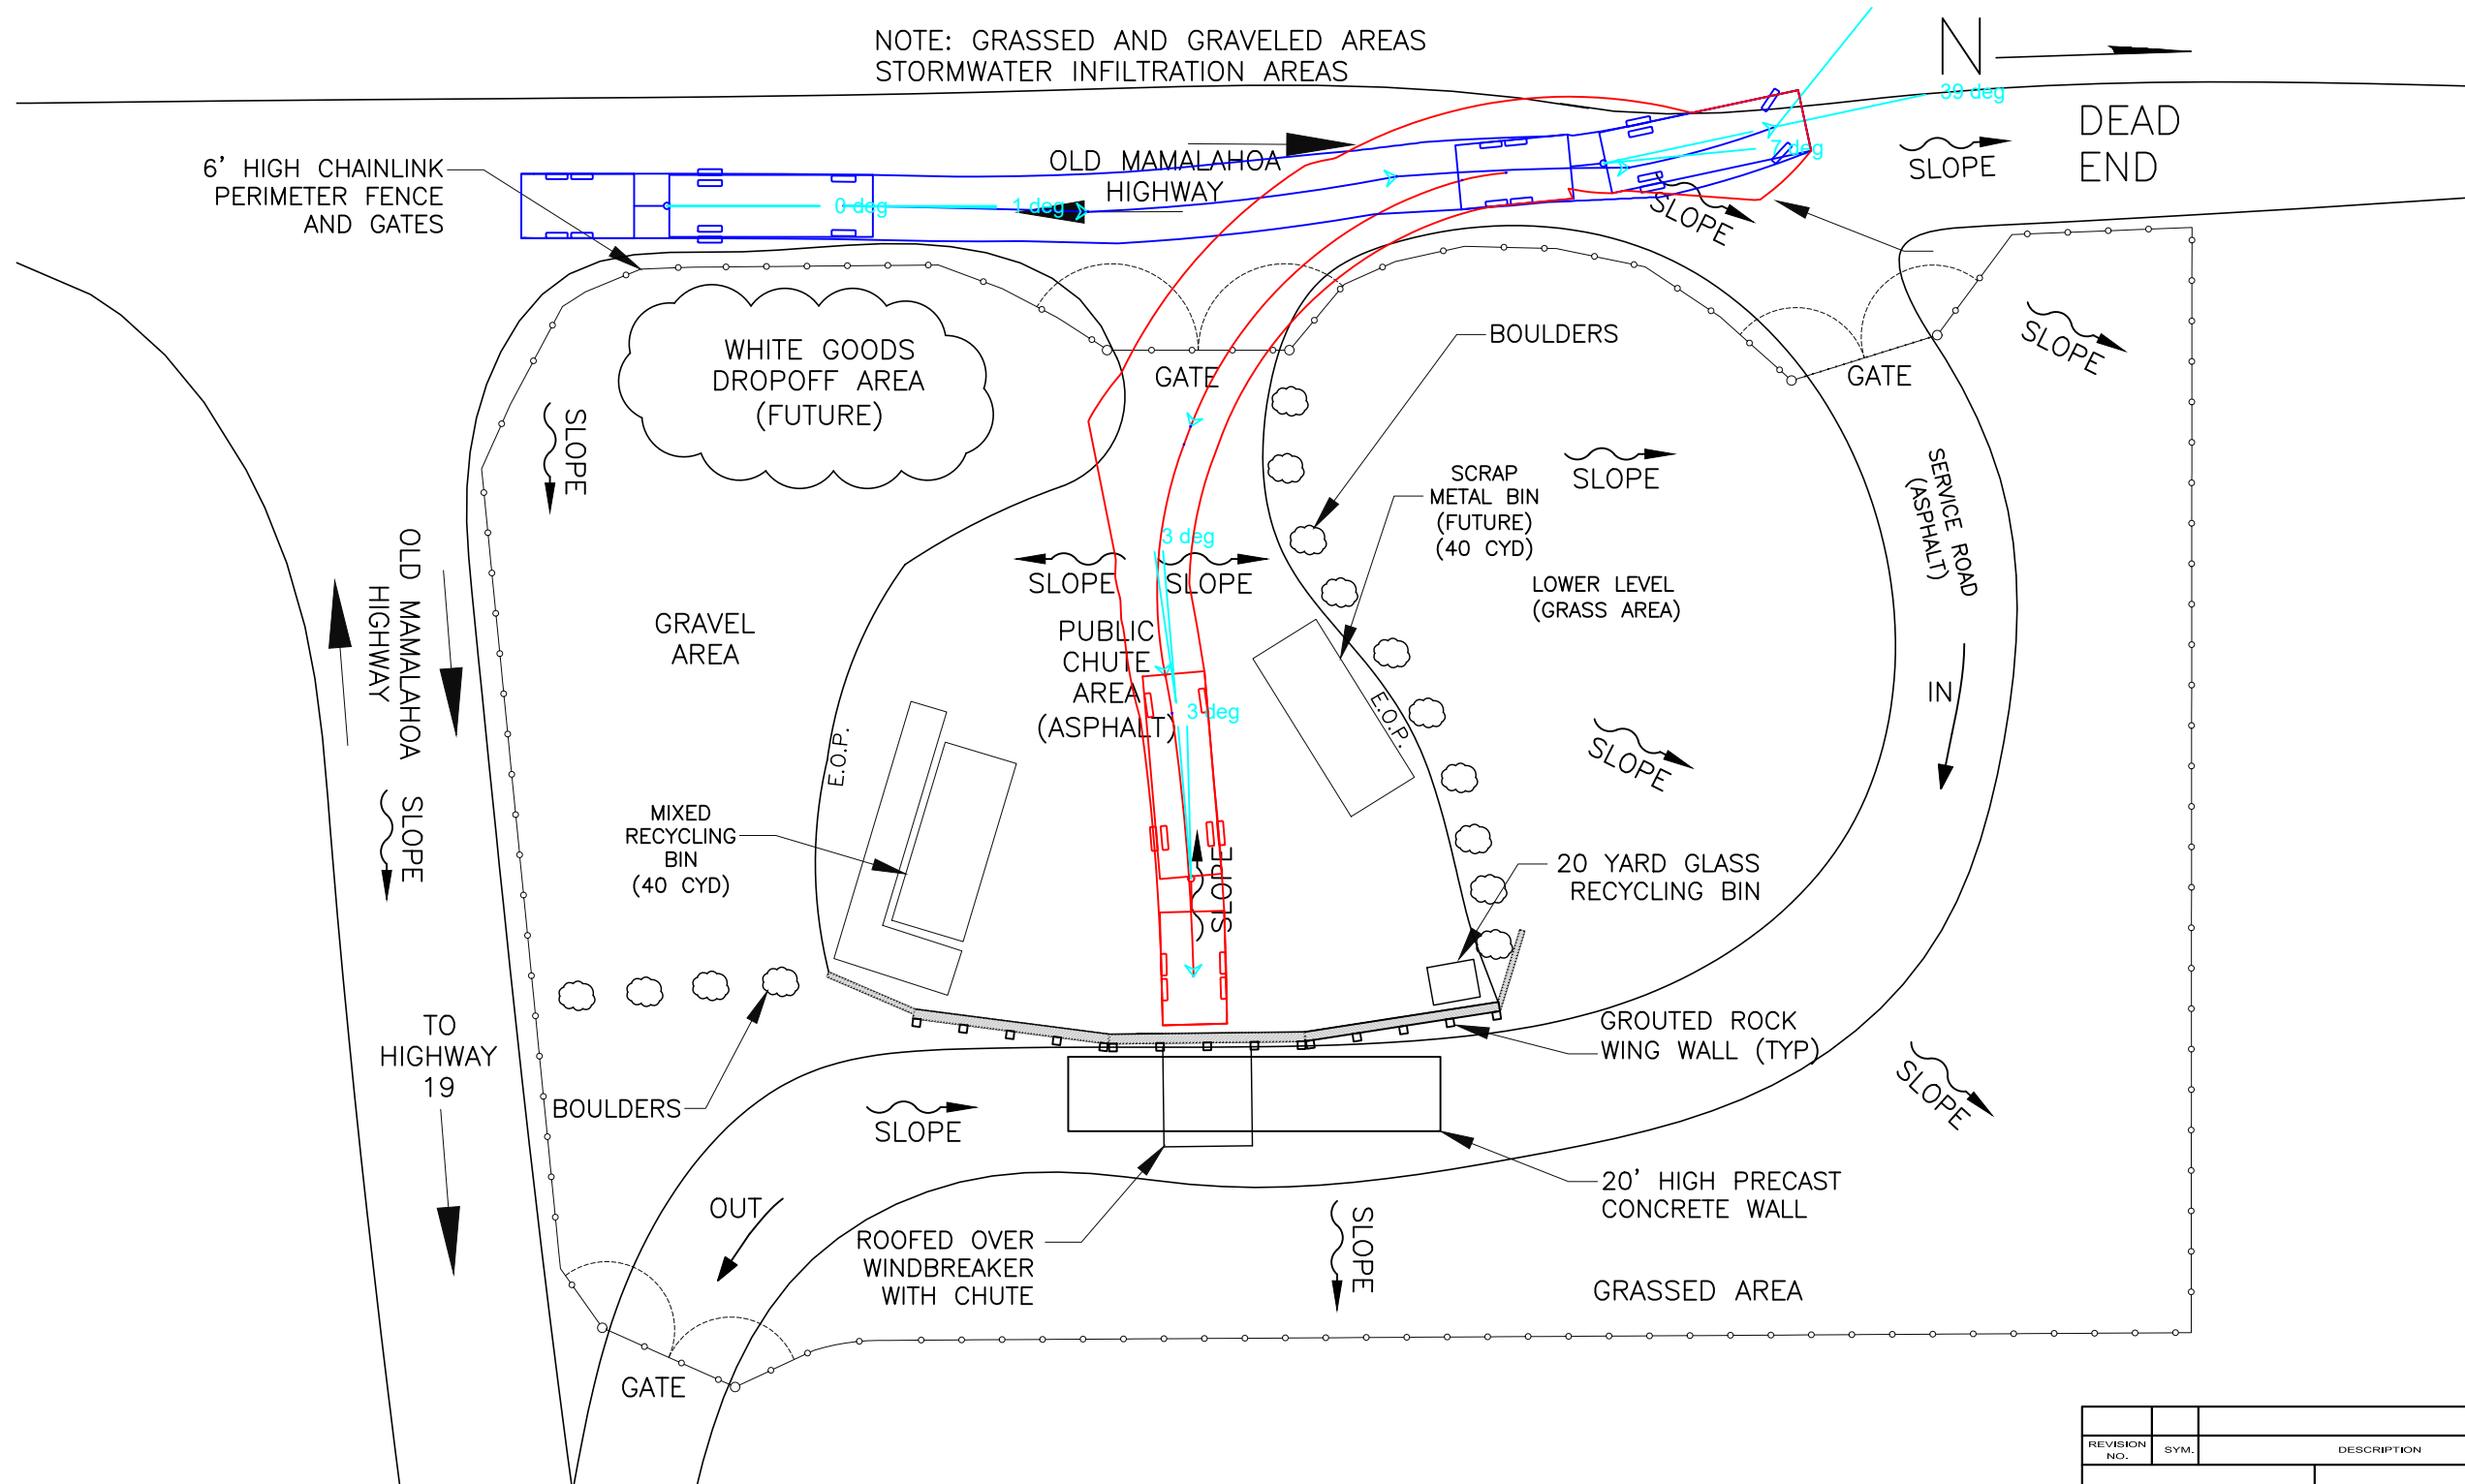 NOTE: GRASSED AND GRAVELED AREAS
STORMWATER INFILTRATION AREAS
N
39 deg
DEAD
END
7 deg
SLOPE
SLOPE
6' HIGH CHAINLINK
PERIMETER FENCE
AND GATES
OLD MAMALAHOA
HIGHWAY
0 deg
1 deg
WHITE GOODS
DROPOFF AREA
(FUTURE)
GATE
BOULDERS
GATE
SLOPE
SLOPE
SCRAP
METAL BIN
(FUTURE)
(40 CYD)
SLOPE
SERVICE ROAD
(ASPHALT)
3 deg
SLOPE
SLOPE
LOWER LEVEL
(GRASS AREA)
OLD MAMALAHOA
HIGHWAY
GRAVEL
AREA
PUBLIC
CHUTE
AREA
(ASPHALT)
3 deg
E.O.P.
E.O.P.
IN
SLOPE
SLOPE
MIXED
RECYCLING
BIN
(40 CYD)
SLOPE
20 YARD GLASS
RECYCLING BIN
TO
HIGHWAY
19
GROUTED ROCK
WING WALL (TYP)
BOULDERS
SLOPE
SLOPE
OUT
20' HIGH PRECAST
CONCRETE WALL
ROOFED OVER
WINDBREAKER
WITH CHUTE
SLOPE
GRASSED AREA
GATE
REVISION
NO.
SYM.
DESCRIPTION